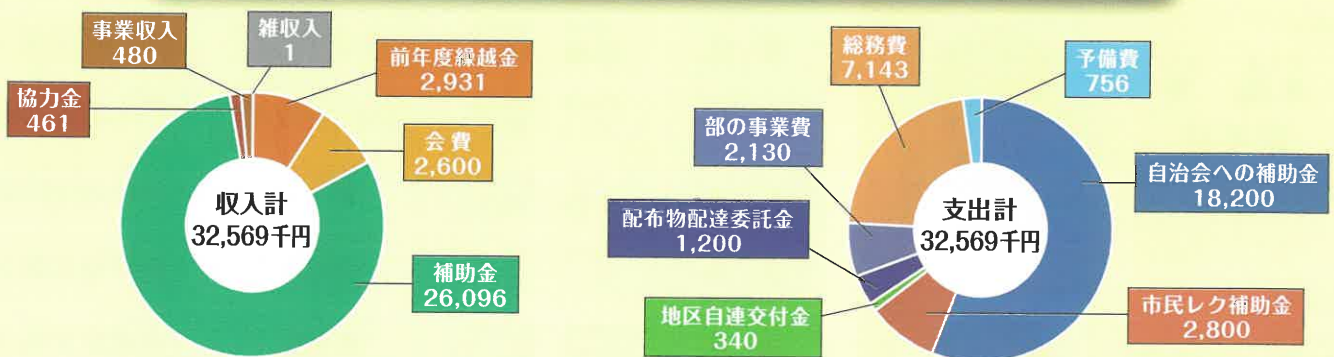 事業収入
480
雑収入
1
前年度繰越金
2,931
協力金
461
会費
2,600
収入計
32,569千円
補助金
26,096
総務費
7,143
予備費
756
部の事業費
2,130
自治会への補助金
18,200
配布物配達委託金
1,200
支出計
32,569千円
地区自連交付金
340
市民レク補助金
2,800